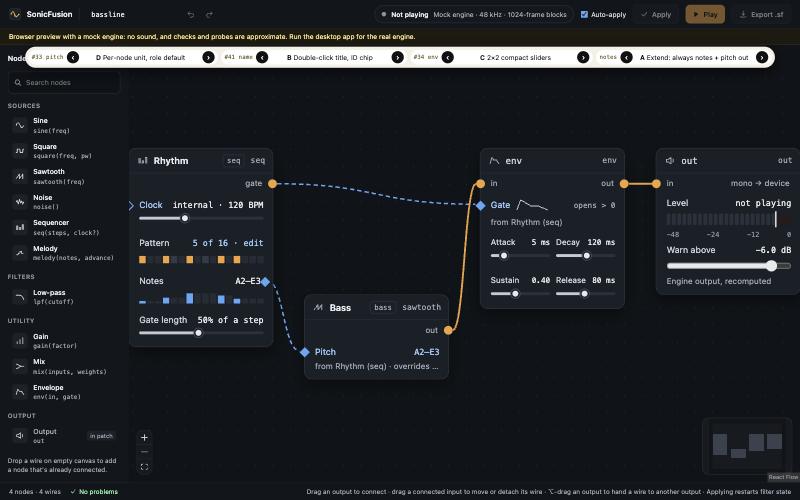 SonicFusion bassline Not playing Mock engine · 48 kHz · 1024-frame blocks Auto-apply Apply Play Export .sf
Browser preview with a mock engine: no sound, and checks and probes are approximate. Run the desktop app for the real engine.
Node
#33 pitch D Per-node unit, role default #41 name B Double-click title, ID chip #34 env C 2×2 compact sliders notes A Extend: always notes + pitch out
Search nodes
SOURCES
Sine
sine(freq)
Square
square(freq, pw)
Sawtooth
sawtooth(freq)
Noise
noise()
Sequencer
seq(steps, clock?)
Melody
melody(notes, advance)
FILTERS
Low-pass
lpf(cutoff)
UTILITY
Gain
gain(factor)
Mix
mix(inputs, weights)
Envelope
env(in, gate)
OUTPUT
Output
out
in patch
Drop a wire on empty canvas to add
a node that's already connected.
Rhythm seq seq
gate
Clock internal · 120 BPM
Pattern 5 of 16 · edit
Notes A2–E3
Gate length 50% of a step
Bass bass sawtooth
out
Pitch A2–E3
from Rhythm (seq) · overrides ...
env env
in out
Gate opens > 0
from Rhythm (seq)
Attack 5 ms Decay 120 ms
Sustain 0.40 Release 80 ms
out out
in mono → device
Level not playing
-48 -24 -12 0
Warn above −6.0 dB
Engine output, recomputed
React Flow
4 nodes · 4 wires No problems
Drag an output to connect · drag a connected input to move or detach its wire · ⌥-drag an output to hand a wire to another output · Applying restarts filter state